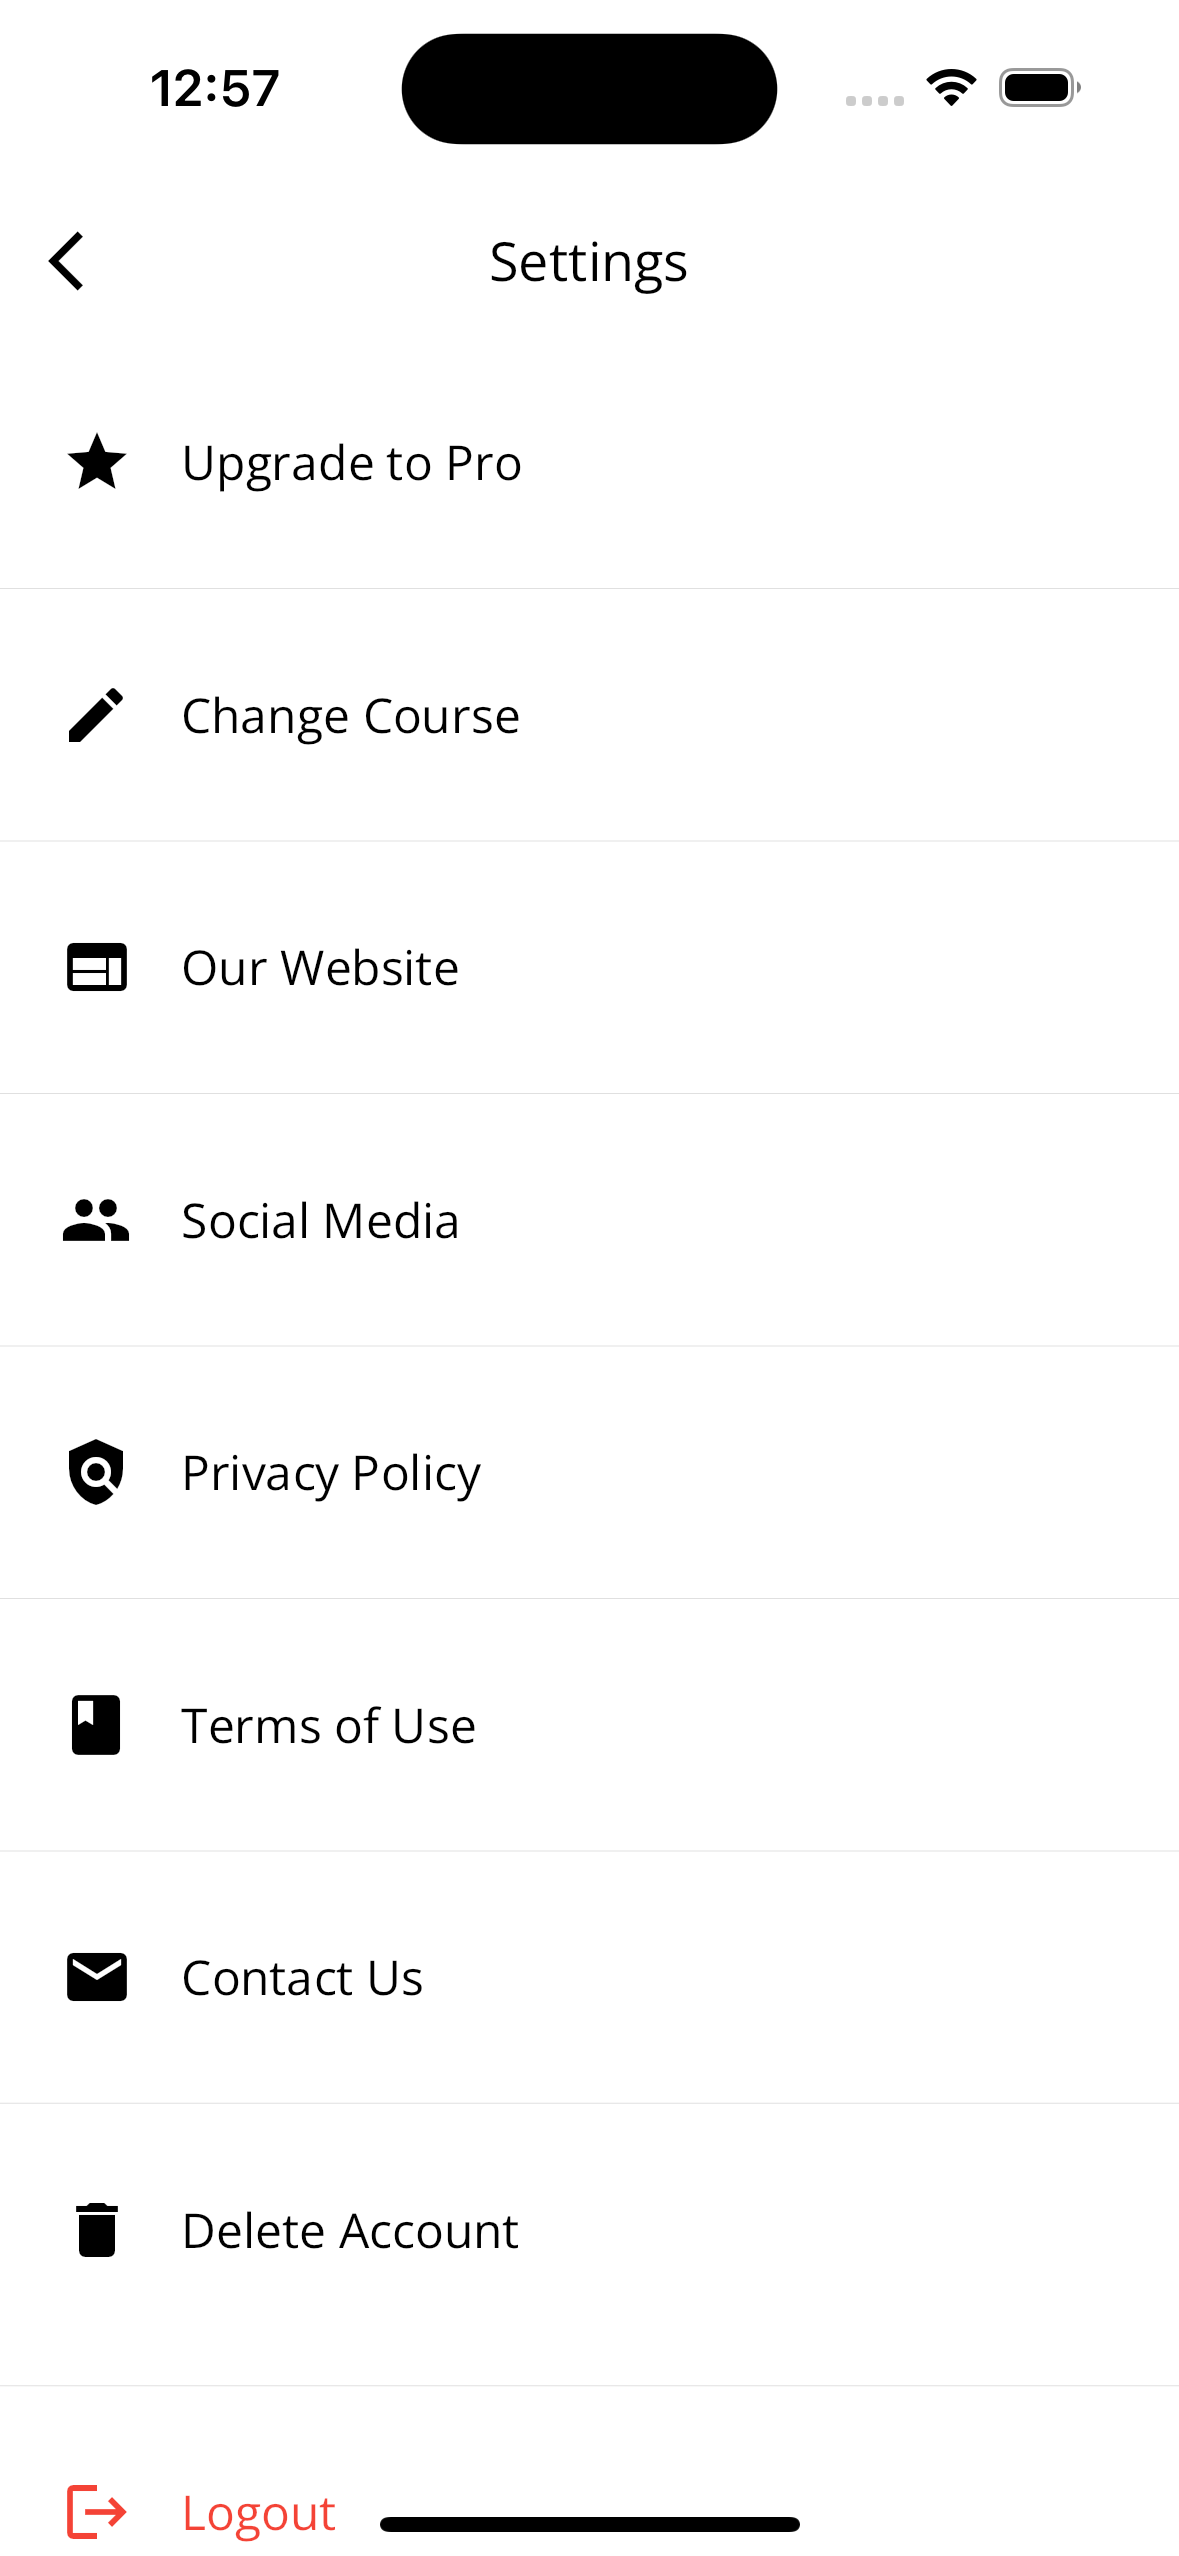 12:57
Settings
Upgrade to Pro
Change Course
Our Website
Social Media
Privacy Policy
Terms of Use
Contact Us
Delete Account
Logout